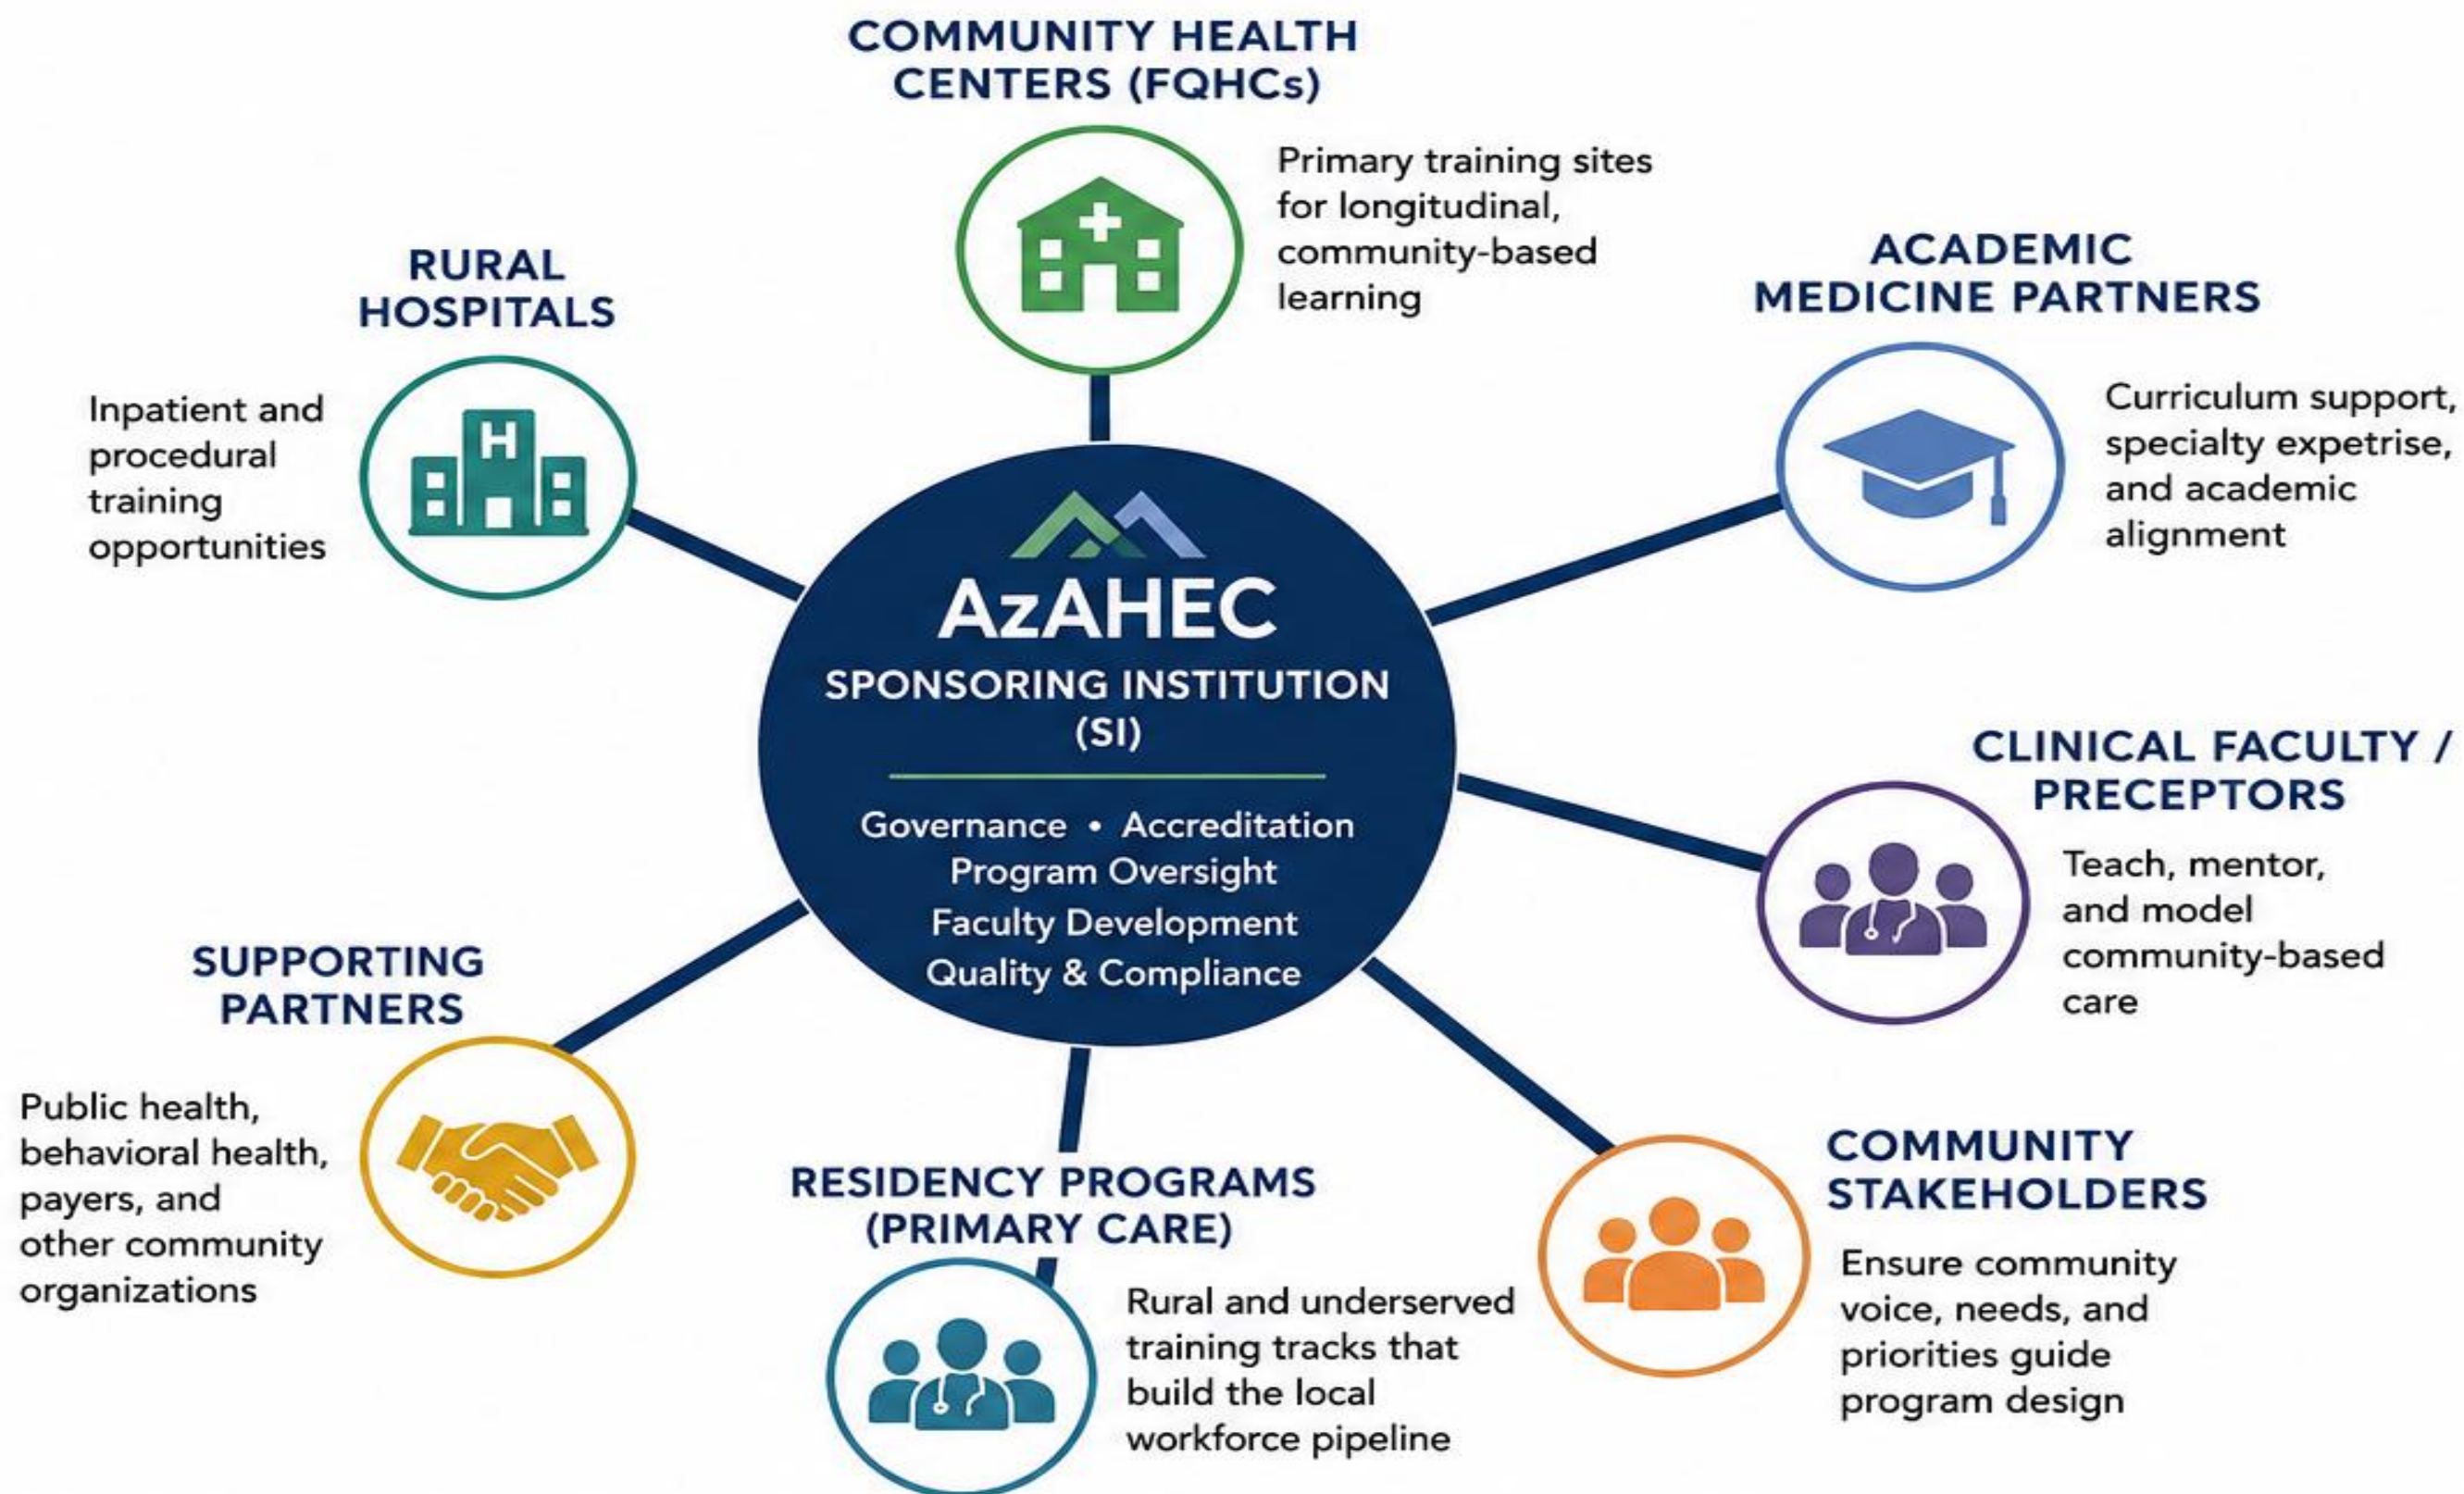 COMMUNITY HEALTH
CENTERS (FQHCs)
Primary training sites
for longitudinal,
community-based
learning
RURAL
HOSPITALS
H
Inpatient and
procedural
training
opportunities
ACADEMIC
MEDICINE PARTNERS
Curriculum support,
specialty expetrise,
and academic
alignment
AzAHEC
SPONSORING INSTITUTION
(SI)
Governance • Accreditation
Program Oversight
Faculty Development
Quality & Compliance
CLINICAL FACULTY /
PRECEPTORS
Teach, mentor,
and model
community-based
care
SUPPORTING
PARTNERS
Public health,
behavioral health,
payers, and
other community
organizations
RESIDENCY PROGRAMS
(PRIMARY CARE)
Rural and underserved
training tracks that
build the local
workforce pipeline
COMMUNITY
STAKEHOLDERS
Ensure community
voice, needs, and
priorities guide
program design